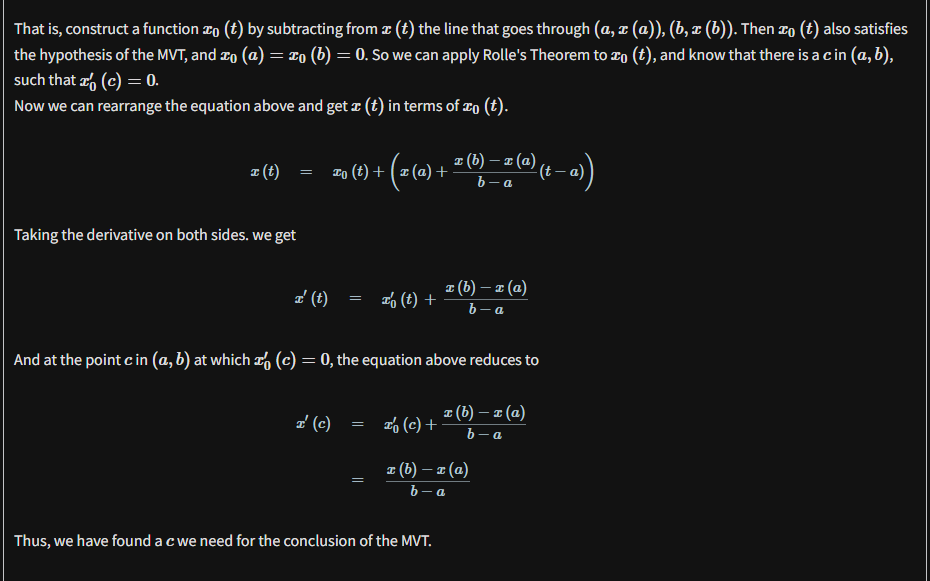 That is, construct a function x₀ (t) by subtracting from x (t) the line that goes through (a, x (a)), (b, x (b)). Then x₀ (t) also satisfies
the hypothesis of the MVT, and x₀ (a) = x₀ (b) = 0. So we can apply Rolle's Theorem to x₀ (t), and know that there is a c in (a, b),
such that x₀′ (c) = 0.
Now we can rearrange the equation above and get x (t) in terms of x₀ (t).
x (t) = x₀ (t) + (x (a) + \frac{x (b) − x (a)}{b − a} (t − a))
Taking the derivative on both sides. we get
x′ (t) = x₀′ (t) + \frac{x (b) − x (a)}{b − a}
And at the point c in (a, b) at which x₀′ (c) = 0, the equation above reduces to
x′ (c) = x₀′ (c) + \frac{x (b) − x (a)}{b − a}
= \frac{x (b) − x (a)}{b − a}
Thus, we have found a c we need for the conclusion of the MVT.